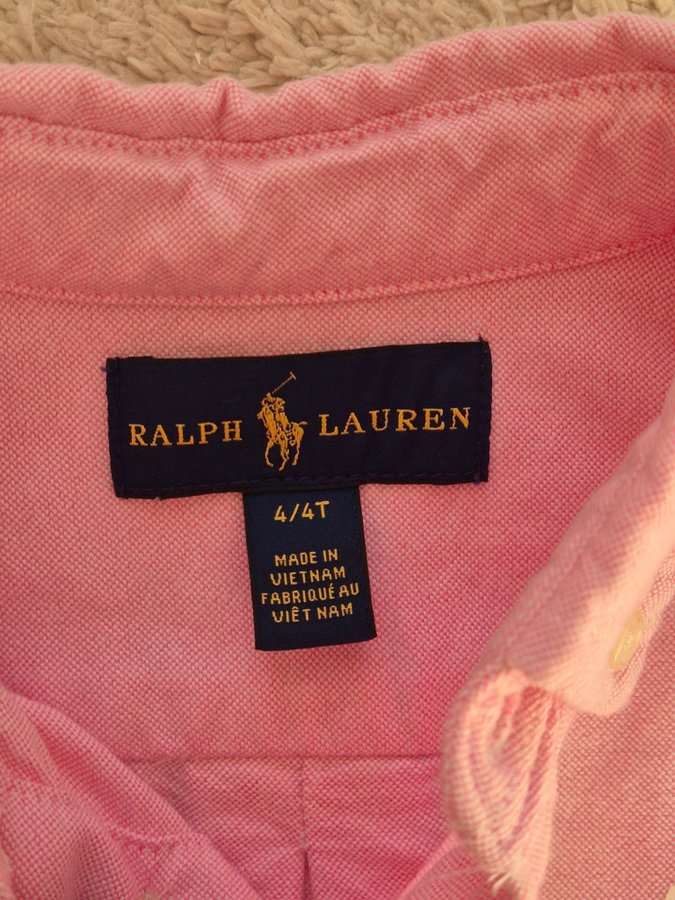 RALPH LAUREN
4/4T
MADE IN
VIETNAM
FABRIQUÉ AU
VIÊT NAM